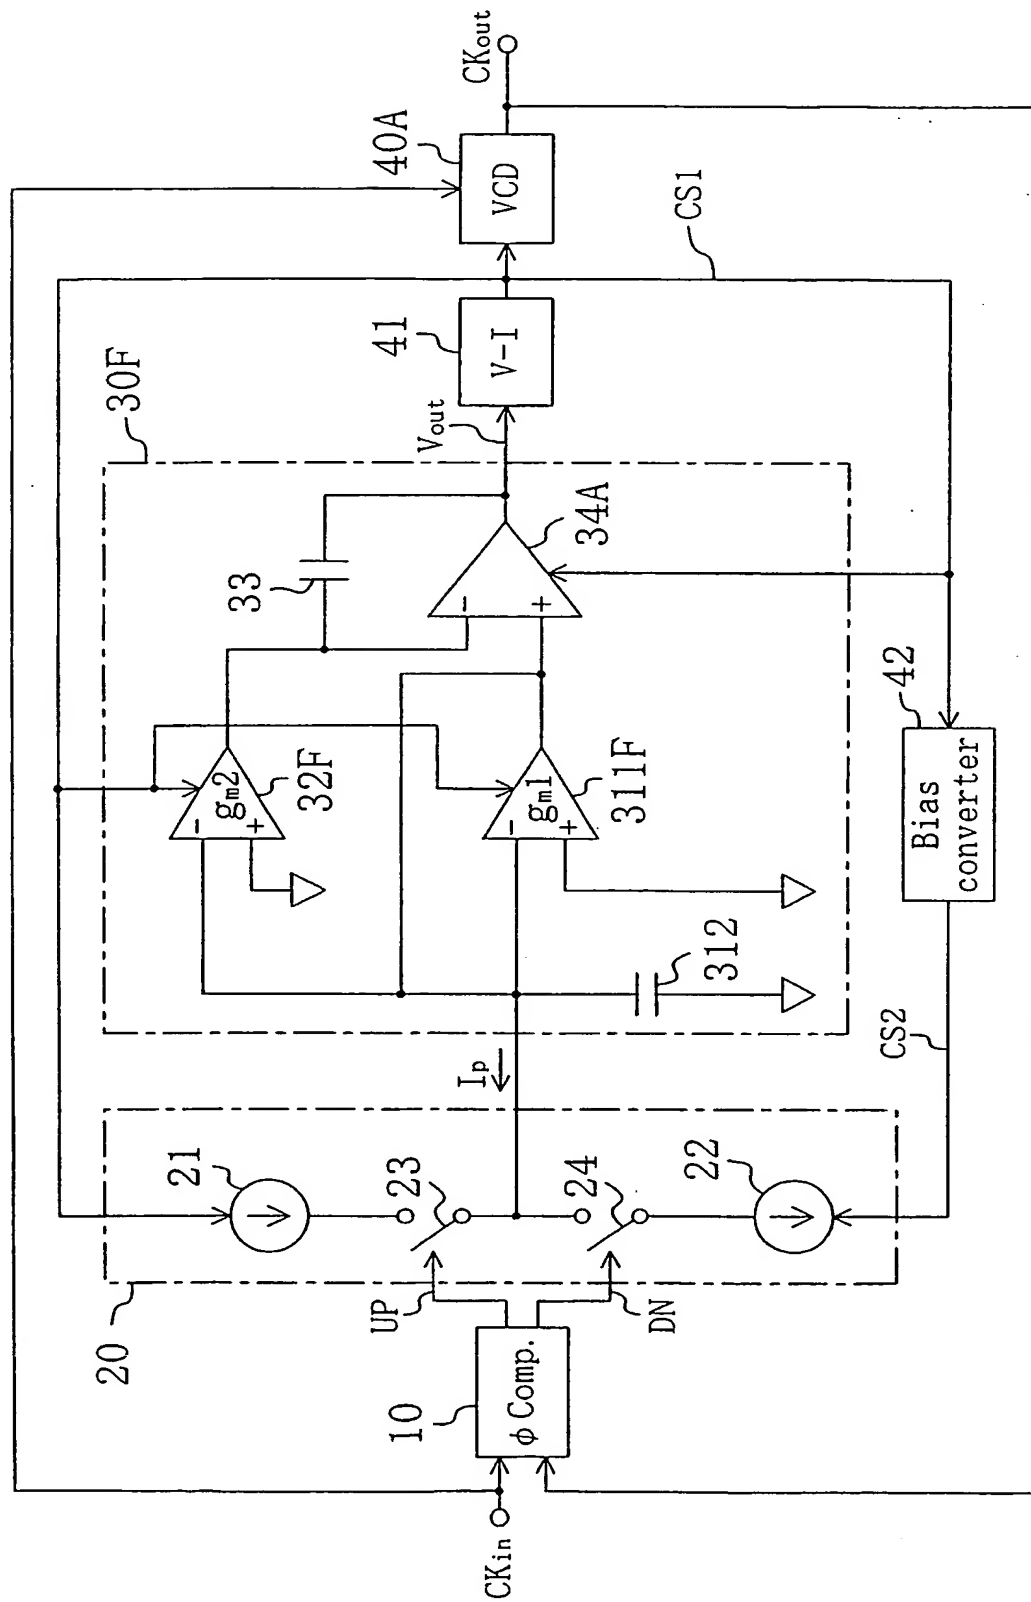 CKin
10
φ Comp.
UP
DN
20
21
23
24
22
Ip
30F
gm2
-
+
32F
gm1
-
+
311F
312
33
-
+
34A
Vout
41
V-I
40A
VCD
CKout
CS1
42
Bias
converter
CS2